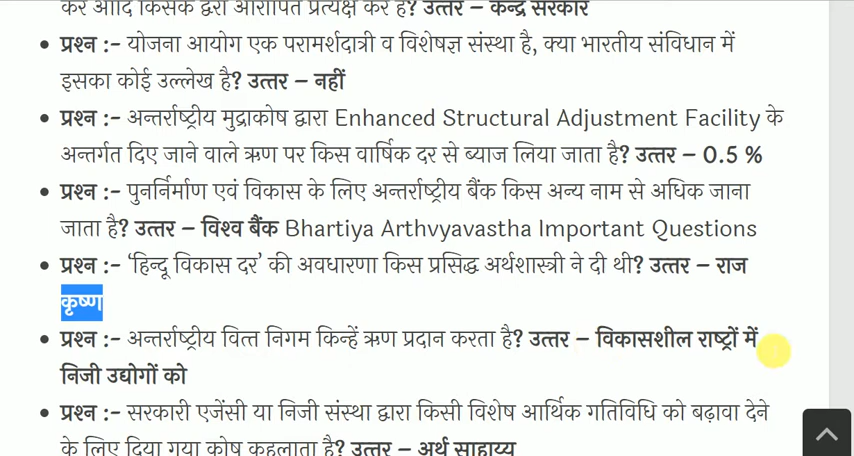 कर आदि किसके द्वरा आरोपित प्रत्यक्ष कर है? उत्तर – केन्द्र सरकार
प्रश्न :– योजना आयोग एक परामर्शदात्री व विशेषज्ञ संस्था है, क्या भारतीय संविधान में
इसका कोई उल्लेख है? उत्तर – नहीं
प्रश्न :– अन्तर्राष्ट्रीय मुद्राकोष द्वारा Enhanced Structural Adjustment Facility के
अन्तर्गत दिए जाने वाले ऋण पर किस वार्षिक दर से ब्याज लिया जाता है? उत्तर – 0.5 %
प्रश्न :– पुनर्निर्माण एवं विकास के लिए अन्तर्राष्ट्रीय बैंक किस अन्य नाम से अधिक जाना
जाता है? उत्तर – विश्व बैंक Bhartiya Arthvyavastha Important Questions
प्रश्न :– ‘हिन्दू विकास दर’ की अवधारणा किस प्रसिद्ध अर्थशास्त्री ने दी थी? उत्तर – राज
कृष्ण
प्रश्न :– अन्तर्राष्ट्रीय वित्त निगम किन्हें ऋण प्रदान करता है? उत्तर – विकासशील राष्ट्रों में
निजी उद्योगों को
प्रश्न :– सरकारी एजेंसी या निजी संस्था द्वारा किसी विशेष आर्थिक गतिविधि को बढ़ावा देने
के लिए दिया गया कोष कहलाता है? उत्तर – अर्थ साहाय्य